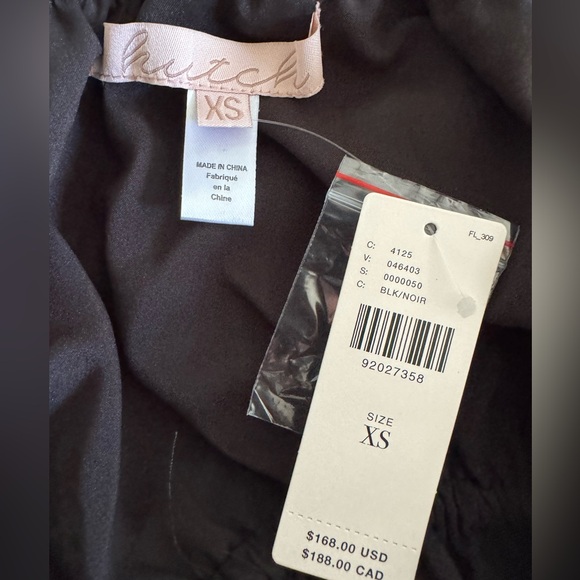 hutch
XS
MADE IN CHINA
Fabriqué
en la
Chine
FL_309
C: 4125
V: 046403
S: 0000050
C: BLK/NOIR
92027358
SIZE
XS
$168.00 USD
$188.00 CAD